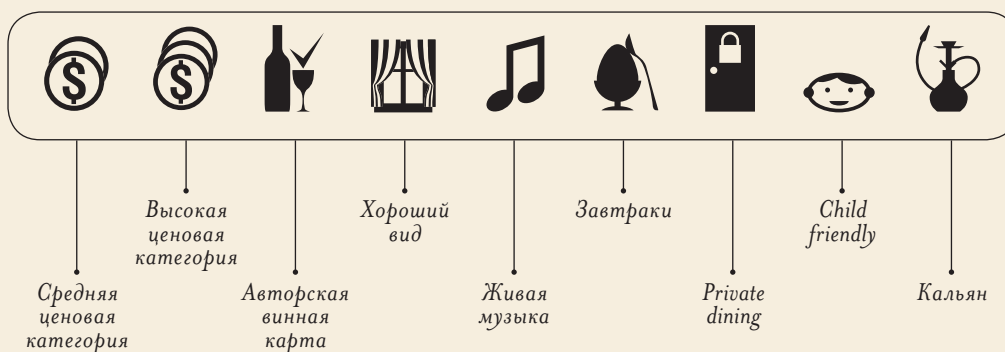 $
$
Средняя
ценовая
категория
Высокая
ценовая
категория
Авторская
винная
карта
Хороший
вид
Живая
музыка
Завтраки
Private
dining
Child
friendly
Кальян